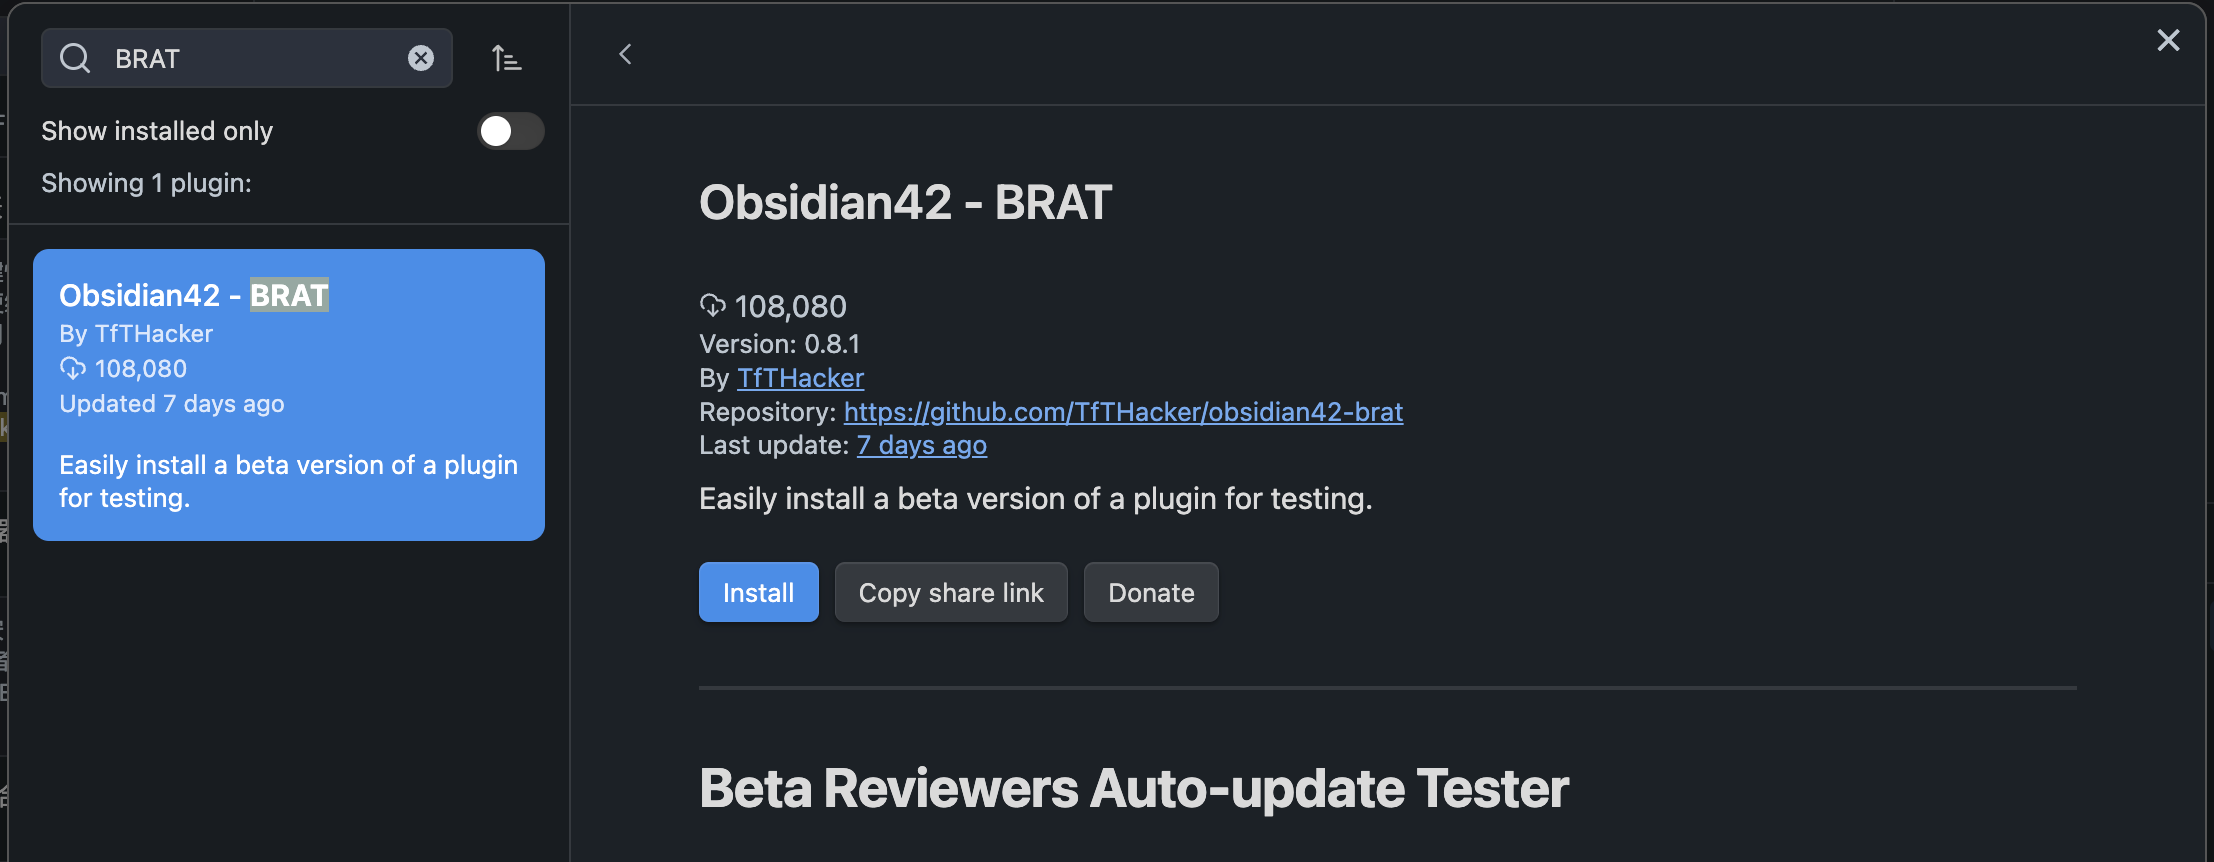 BRAT
Show installed only
Showing 1 plugin:
Obsidian42 - BRAT
By TfTHacker
108,080
Updated 7 days ago
Easily install a beta version of a plugin
for testing.
Obsidian42 - BRAT
108,080
Version: 0.8.1
By TfTHacker
Repository: https://github.com/TfTHacker/obsidian42-brat
Last update: 7 days ago
Easily install a beta version of a plugin for testing.
Install
Copy share link
Donate
Beta Reviewers Auto-update Tester